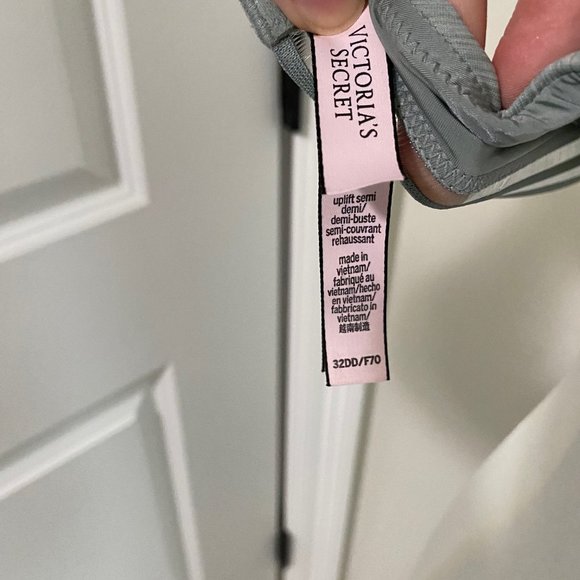 VICTORIA'S
SECRET
uplift semi
demi/
demi-buste
semi-couvrant
rehaussant
made in
vietnam/
fabriqué au
vietnam/hecho
en vietnam/
fabbricato in
vietnam/
越南制造
32DD/F70